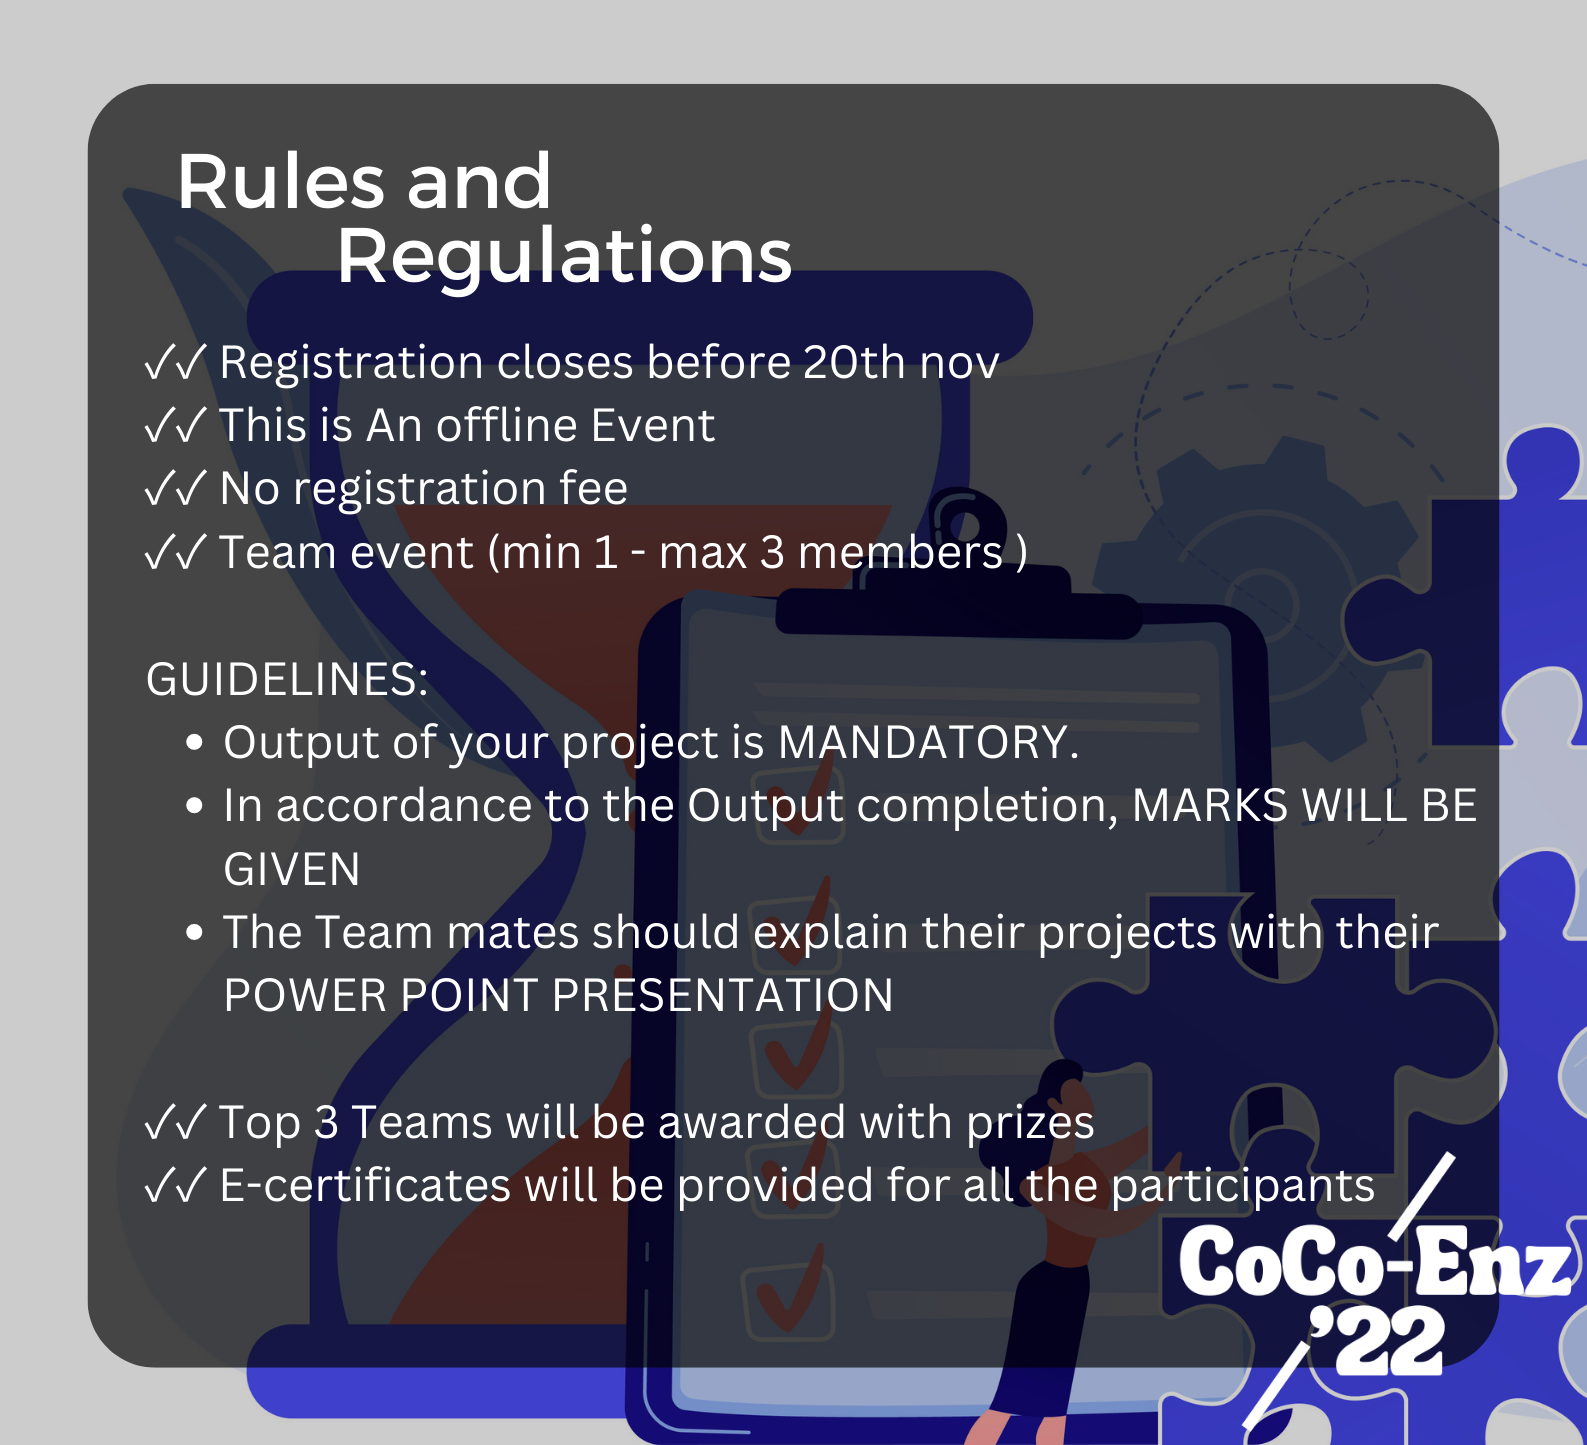 Rules and
Regulations
✓✓ Registration closes before 20th nov
✓✓ This is An offline Event
✓✓ No registration fee
✓✓ Team event (min 1 - max 3 members )
GUIDELINES:
• Output of your project is MANDATORY.
• In accordance to the Output completion, MARKS WILL BE
GIVEN
• The Team mates should explain their projects with their
POWER POINT PRESENTATION
✓✓ Top 3 Teams will be awarded with prizes
✓✓ E-certificates will be provided for all the participants
CoCo-Enz
'22